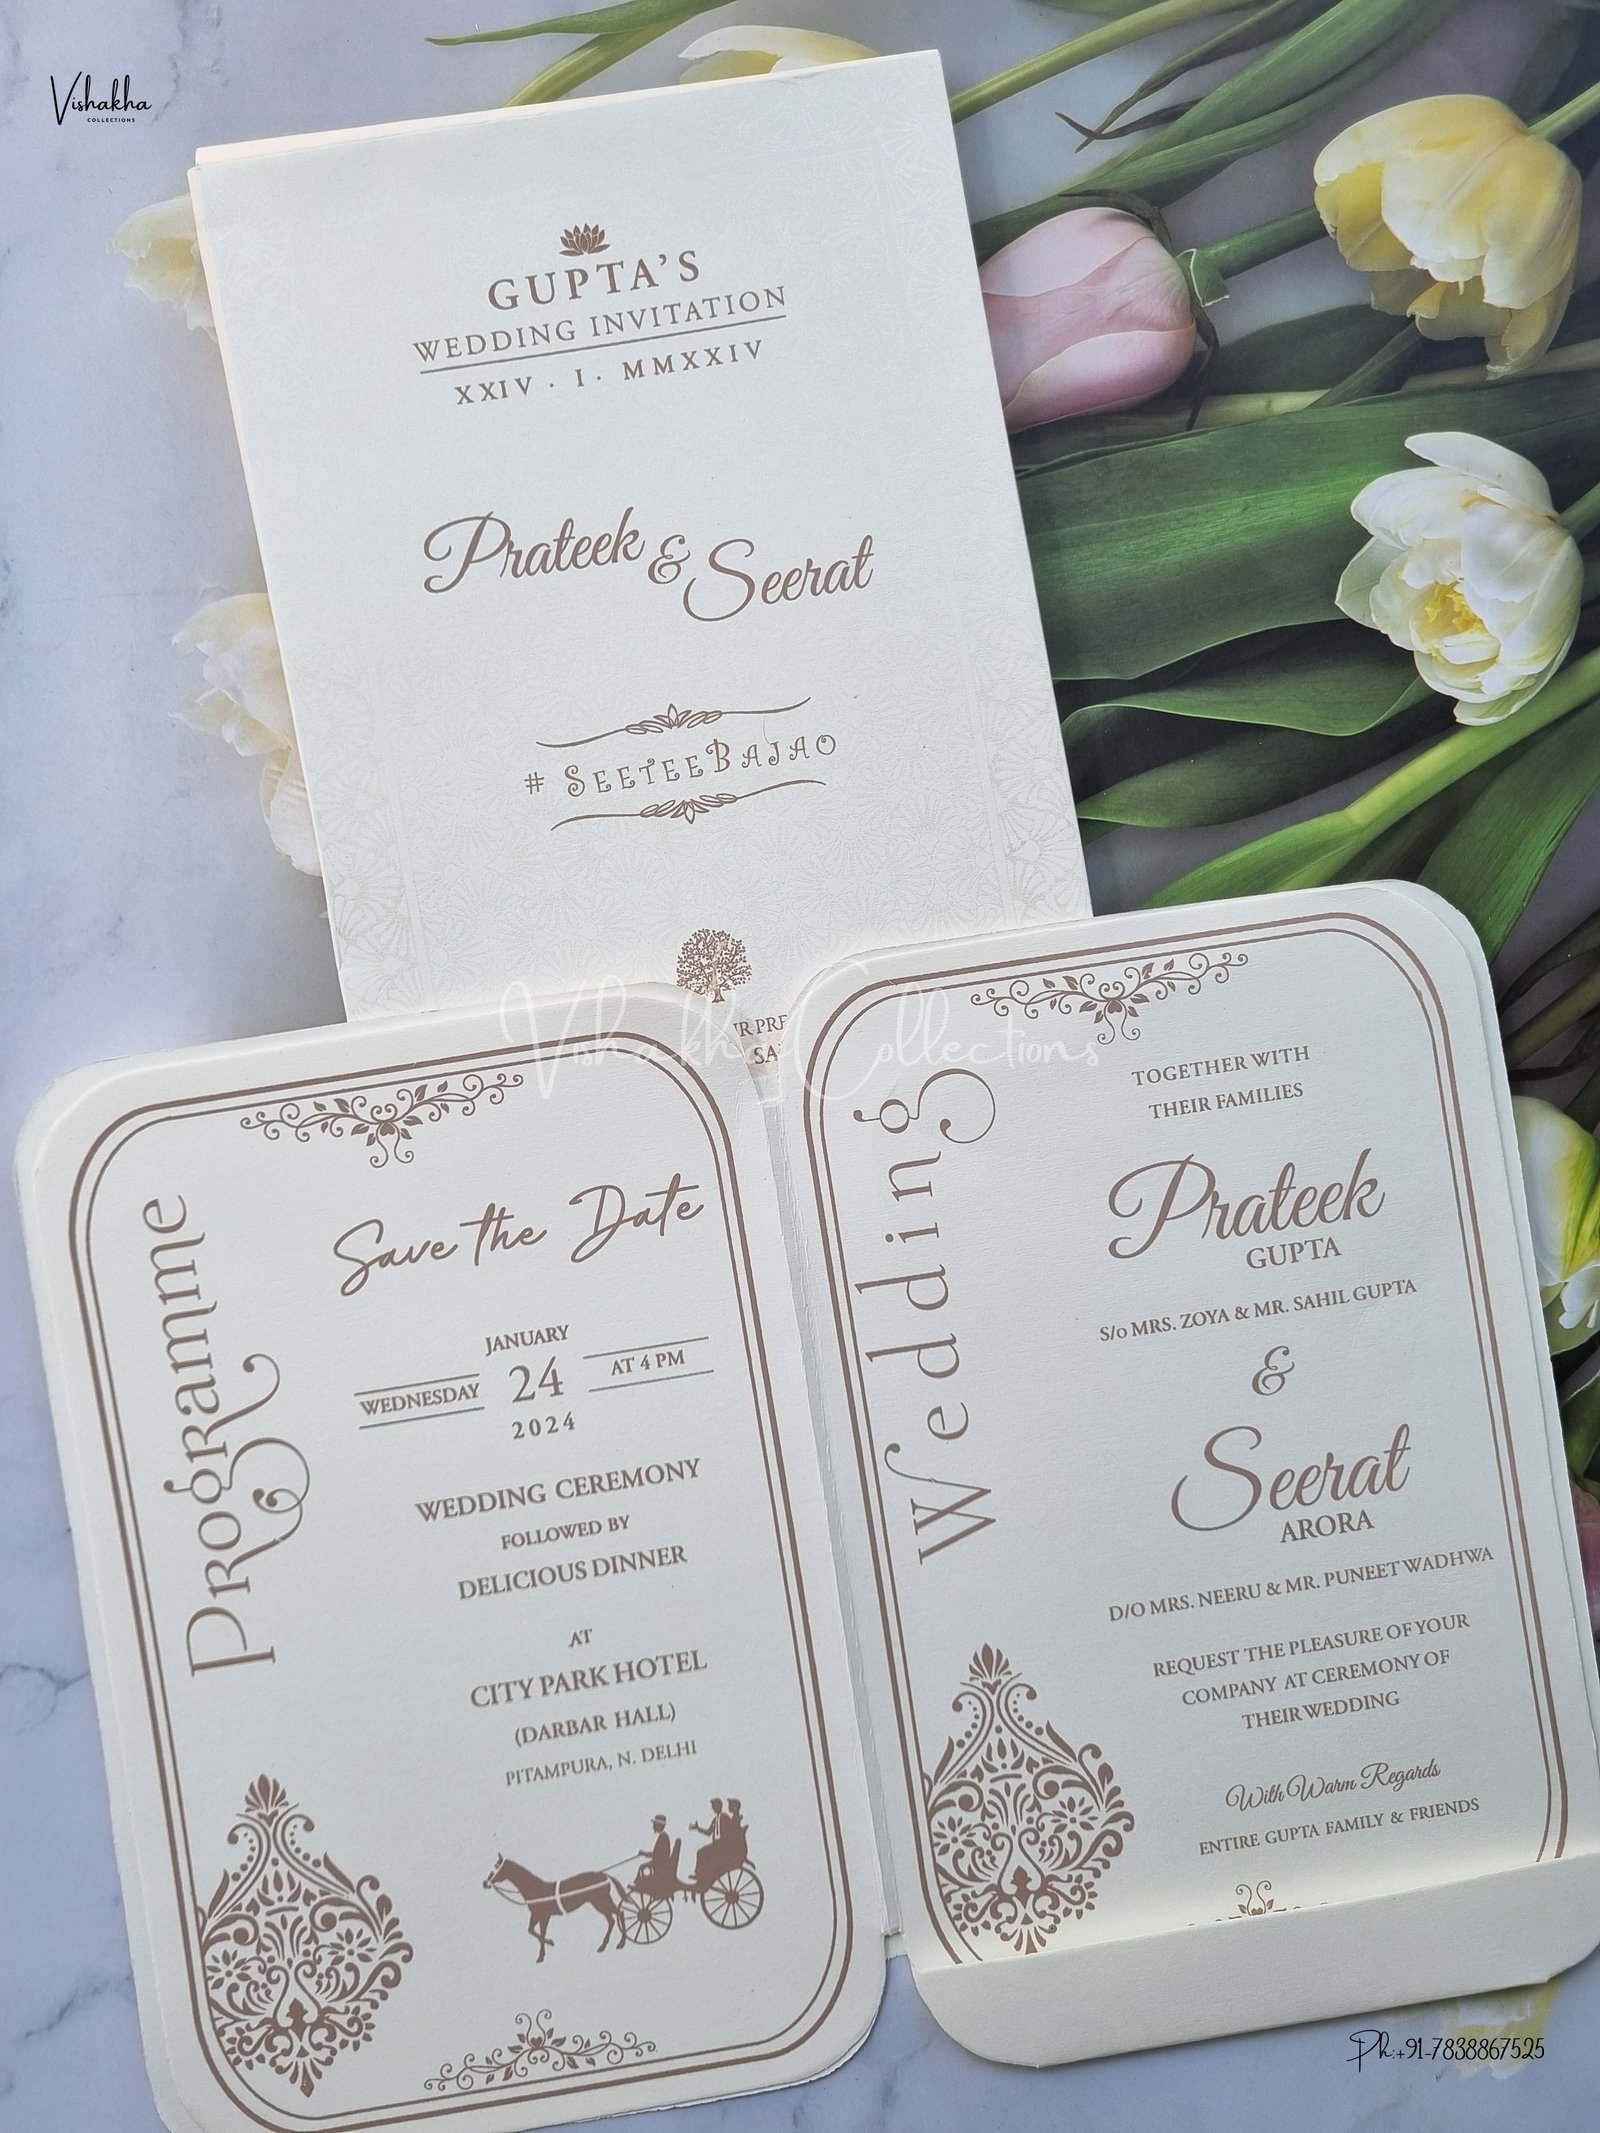 Vishakha
COLLECTIONS
GUPTA'S
WEDDING INVITATION
XXIV · I · MMXXIV
Prateek & Seerat
# SEETEEBAJAO
UR PRE
SA
Vishakha Collections
Programme
Save the Date
JANUARY
WEDNESDAY 24 AT 4 PM
2024
WEDDING CEREMONY
FOLLOWED BY
DELICIOUS DINNER
AT
CITY PARK HOTEL
(DARBAR HALL)
PITAMPURA, N. DELHI
Wedding
TOGETHER WITH
THEIR FAMILIES
Prateek
GUPTA
S/o MRS. ZOYA & MR. SAHIL GUPTA
&
Seerat
ARORA
D/O MRS. NEERU & MR. PUNEET WADHWA
REQUEST THE PLEASURE OF YOUR
COMPANY AT CEREMONY OF
THEIR WEDDING
With Warm Regards
ENTIRE GUPTA FAMILY & FRIENDS
Ph:+91-7838867525